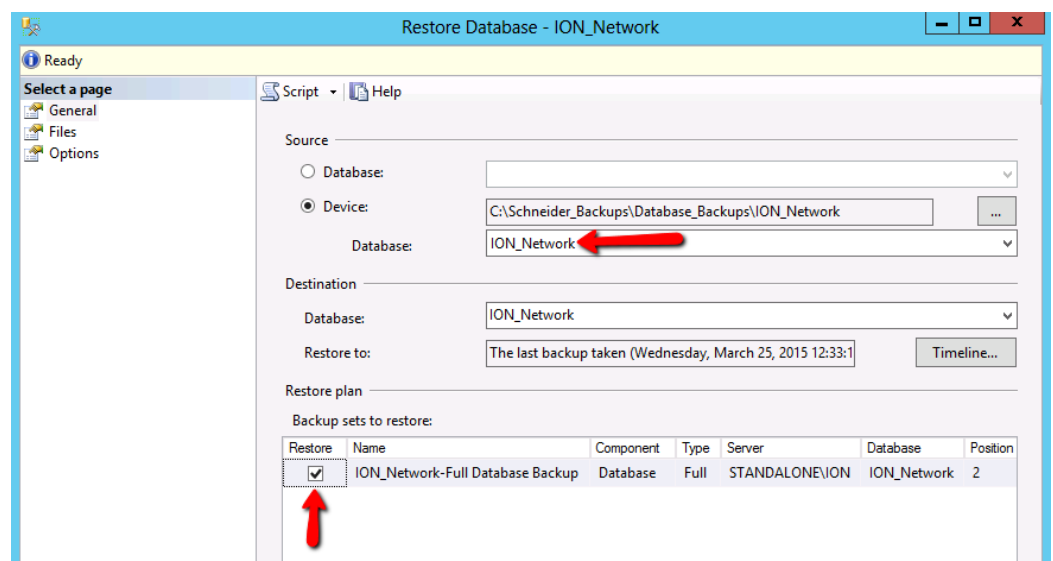 Restore Database - ION_Network
Ready
Select a page
General
Files
Options
Script Help
Source
Database:
Device: C:\Schneider_Backups\Database_Backups\ION_Network ...
Database: ION_Network
Destination
Database: ION_Network
Restore to: The last backup taken (Wednesday, March 25, 2015 12:33:1 Timeline...
Restore plan
Backup sets to restore:
Restore Name Component Type Server Database Position
ION_Network-Full Database Backup Database Full STANDALONE\ION ION_Network 2